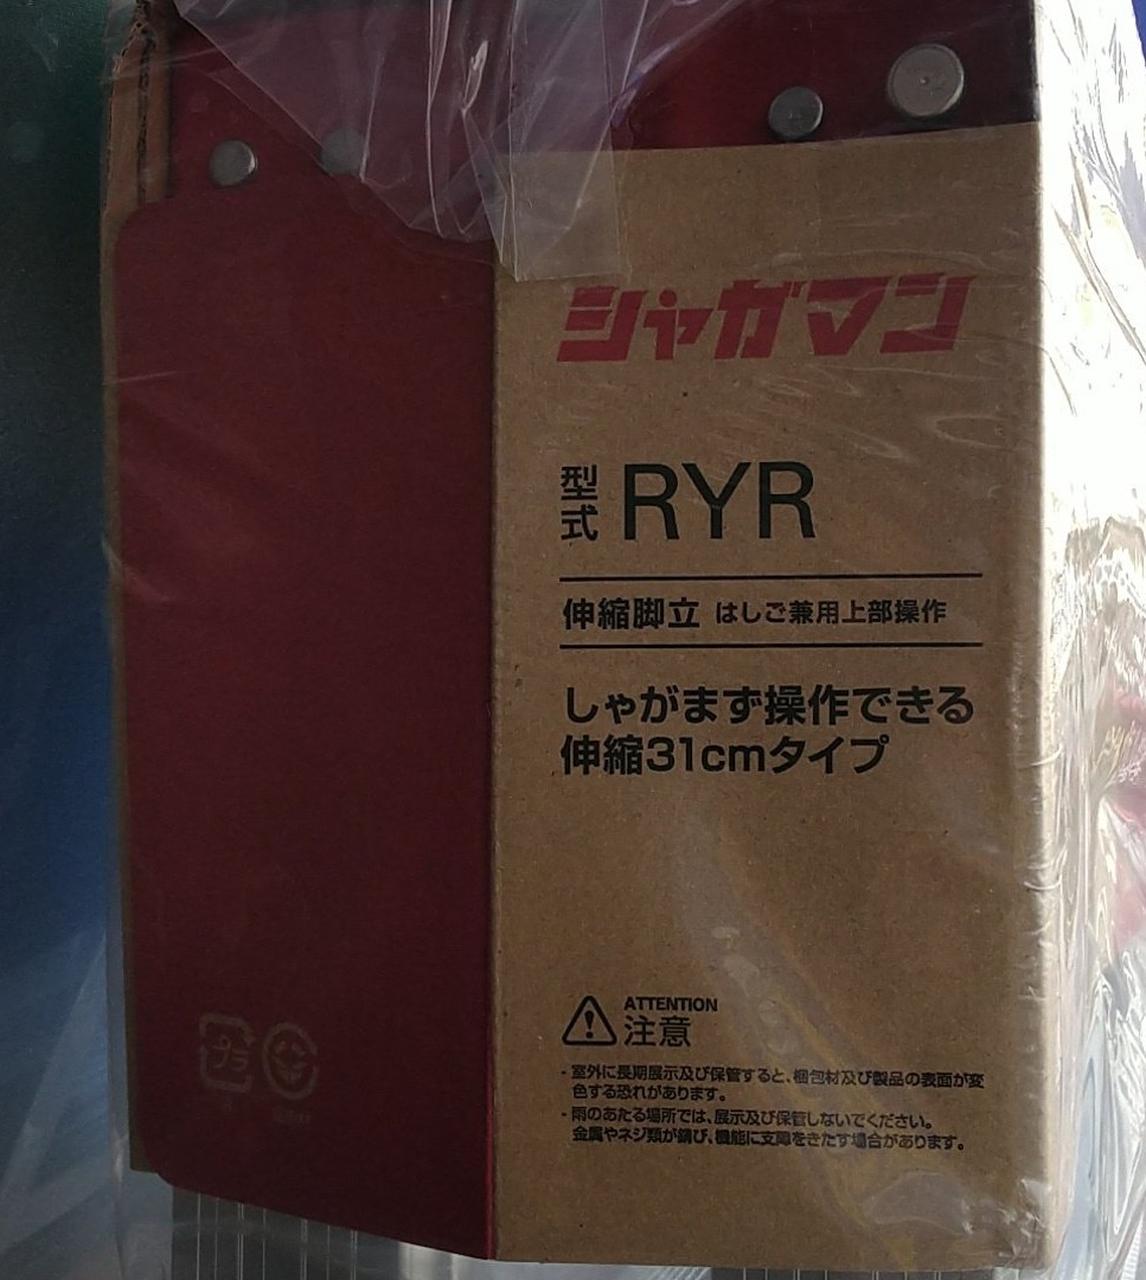 シャガマン
型式 RYR
伸縮脚立 はしご兼用上部操作
しゃがまず操作できる
伸縮31cmタイプ
ATTENTION
注意
- 室外に長期展示及び保管すると、梱包材及び製品の表面が変
色する恐れがあります。
- 雨のあたる場所では、展示及び保管しないでください。
金属やネジ類が錆び、機能に支障をきたす場合があります。
プラ